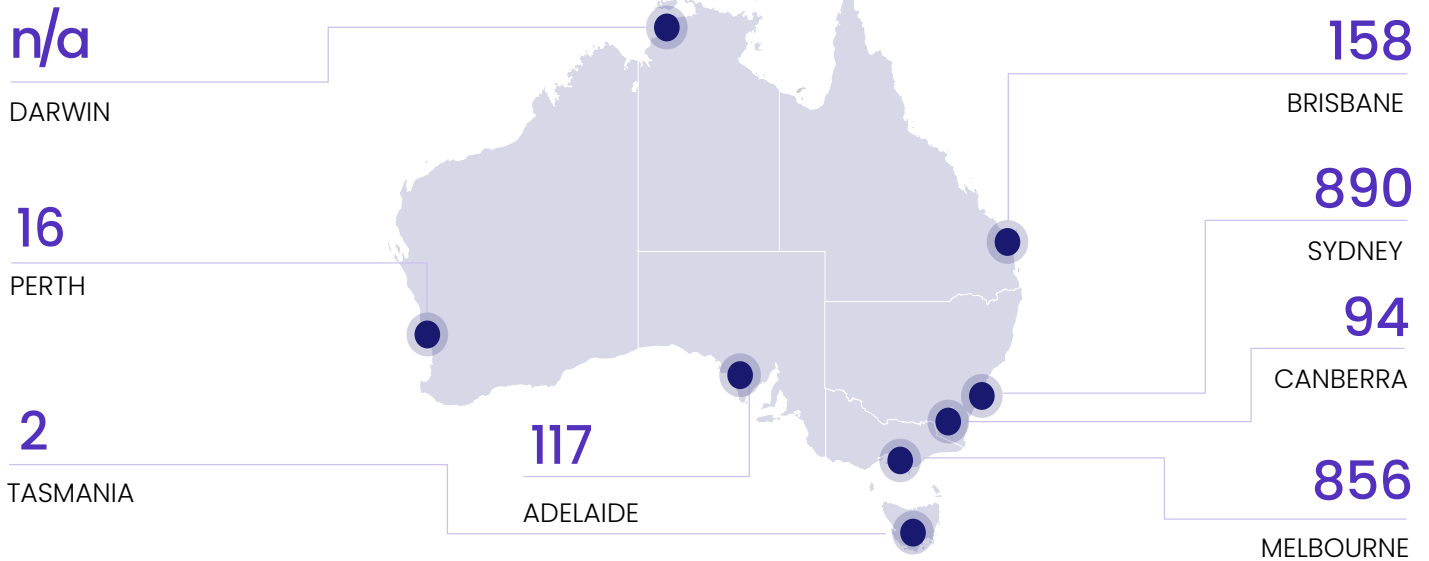 n/a
DARWIN
16
PERTH
2
TASMANIA
117
ADELAIDE
158
BRISBANE
890
SYDNEY
94
CANBERRA
856
MELBOURNE